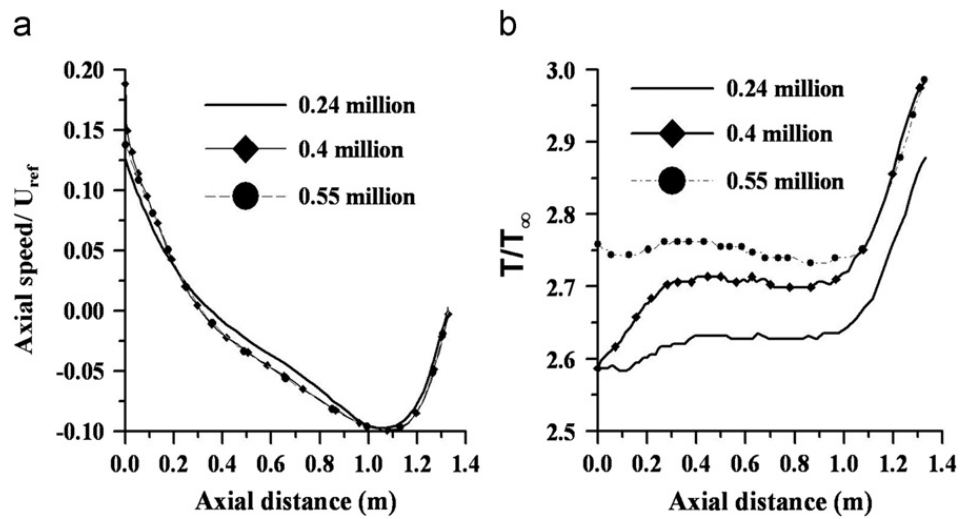 a
0.20
0.15
0.10
0.05
0.00
-0.05
-0.10
Axial speed/ U_ref
0.24 million
0.4 million
0.55 million
0.0 0.2 0.4 0.6 0.8 1.0 1.2 1.4
Axial distance (m)
b
3.0
2.9
2.8
2.7
2.6
2.5
T/T_∞
0.24 million
0.4 million
0.55 million
0.0 0.2 0.4 0.6 0.8 1.0 1.2 1.4
Axial distance (m)